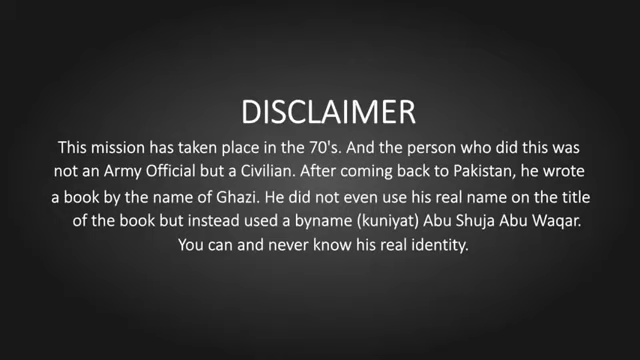 DISCLAIMER
This mission has taken place in the 70's. And the person who did this was
not an Army Official but a Civilian. After coming back to Pakistan, he wrote
a book by the name of Ghazi. He did not even use his real name on the title
of the book but instead used a byname (kuniyat) Abu Shuja Abu Waqar.
You can and never know his real identity.